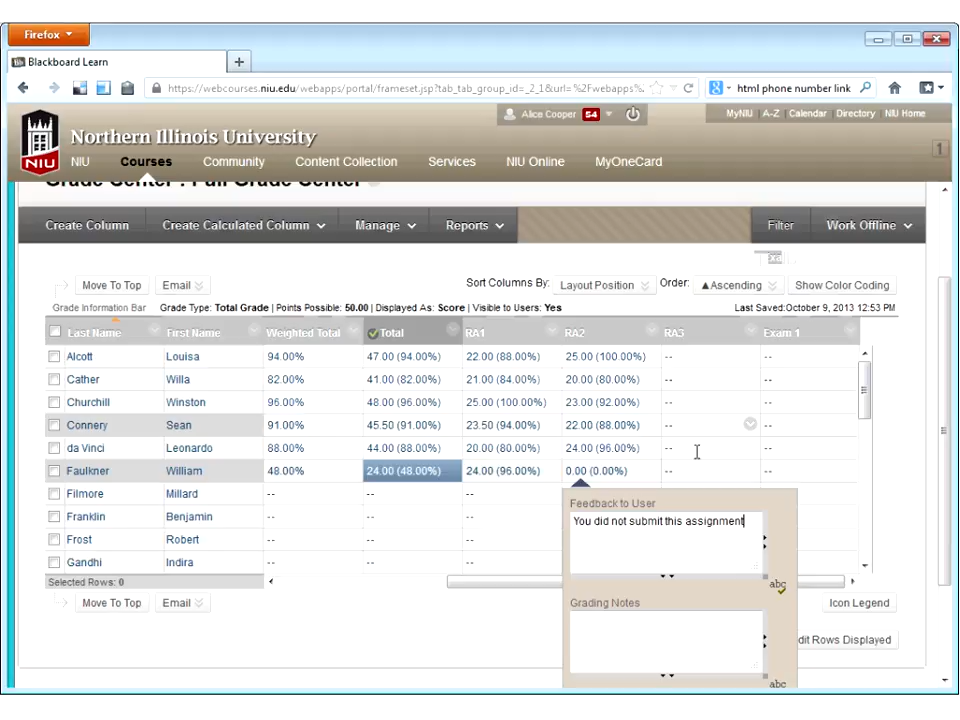 Firefox
Blackboard Learn
https://webcourses.niu.edu/webapps/portal/frameset.jsp?tab_tab_group_id=_2_1&url=%2Fwebapps%
html phone number link
Alice Cooper 54
MyNIU | A-Z | Calendar | Directory | NIU Home
NIU
Northern Illinois University
NIU Courses Community Content Collection Services NIU Online MyOneCard
1
Grade Center : Full Grade Center
Create Column Create Calculated Column Manage Reports Filter Work Offline
Move To Top Email Sort Columns By: Layout Position Order: ▲Ascending Show Color Coding
Grade Information Bar Grade Type: Total Grade | Points Possible: 50.00 | Displayed As: Score | Visible to Users: Yes Last Saved:October 9, 2013 12:53 PM
Last Name First Name Weighted Total Total RA1 RA2 RA3 Exam 1
Alcott Louisa 94.00% 47.00 (94.00%) 22.00 (88.00%) 25.00 (100.00%) -- --
Cather Willa 82.00% 41.00 (82.00%) 21.00 (84.00%) 20.00 (80.00%) -- --
Churchill Winston 96.00% 48.00 (96.00%) 25.00 (100.00%) 23.00 (92.00%) -- --
Connery Sean 91.00% 45.50 (91.00%) 23.50 (94.00%) 22.00 (88.00%) -- --
da Vinci Leonardo 88.00% 44.00 (88.00%) 20.00 (80.00%) 24.00 (96.00%) -- --
Faulkner William 48.00% 24.00 (48.00%) 24.00 (96.00%) 0.00 (0.00%) -- --
Filmore Millard -- -- --
Franklin Benjamin -- -- --
Frost Robert -- -- --
Gandhi Indira -- -- --
Feedback to User
You did not submit this assignment
abc
Grading Notes
abc
Selected Rows: 0
Move To Top Email Icon Legend
dit Rows Displayed